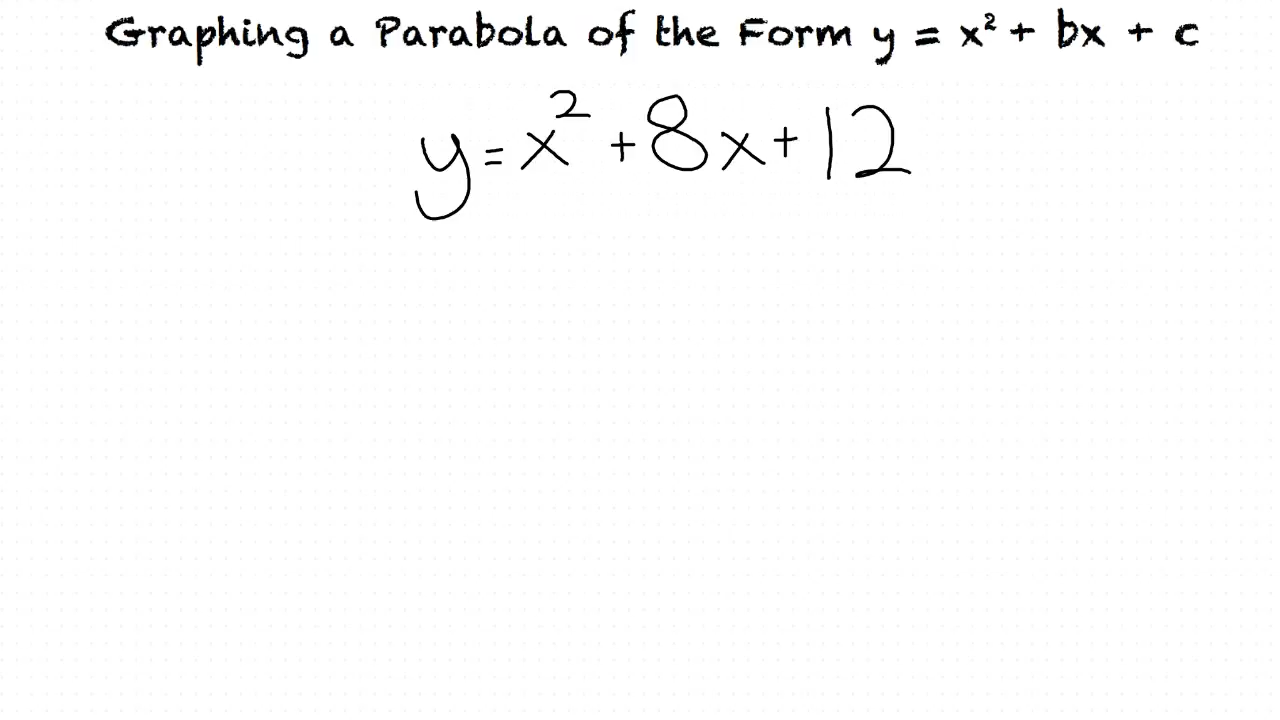 Graphing a Parabola of the Form y = x² + bx + c
y = x² + 8x + 12